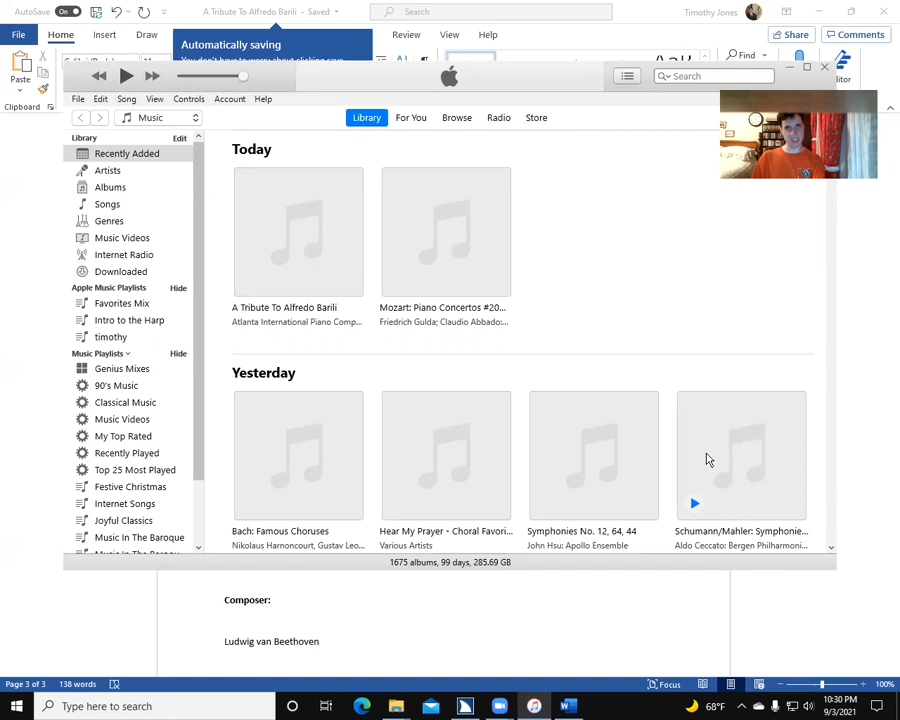 AutoSave On A Tribute To Alfredo Barili - Saved Search Timothy Jones
File Home Insert Draw Review View Help Share Comments
Automatically saving
Paste
Clipboard
Find
Search
File Edit Song View Controls Account Help
Music Library For You Browse Radio Store
Library Edit
Recently Added
Artists
Albums
Songs
Genres
Music Videos
Internet Radio
Downloaded
Apple Music Playlists Hide
Favorites Mix
Intro to the Harp
timothy
Music Playlists Hide
Genius Mixes
90's Music
Classical Music
Music Videos
My Top Rated
Recently Played
Top 25 Most Played
Festive Christmas
Internet Songs
Joyful Classics
Music In The Baroque
Today
A Tribute To Alfredo Barili
Atlanta International Piano Comp...
Mozart: Piano Concertos #20...
Friedrich Gulda; Claudio Abbado:...
Yesterday
Bach: Famous Choruses
Nikolaus Harnoncourt, Gustav Leo...
Hear My Prayer - Choral Favori...
Various Artists
Symphonies No. 12, 64, 44
John Hsu: Apollo Ensemble
Schumann/Mahler: Symphonie...
Aldo Ceccato: Bergen Philharmoni...
1675 albums, 99 days, 285.69 GB
Composer:
Ludwig van Beethoven
Page 3 of 3 138 words Focus 100%
Type here to search 68°F 10:30 PM
9/3/2021